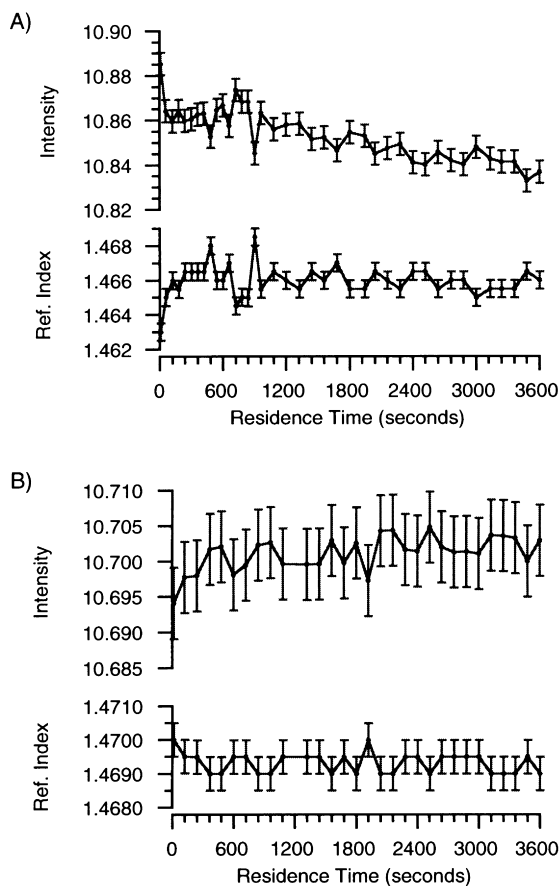 A)
Intensity
10.90
10.88
10.86
10.84
10.82
Ref. Index
1.468
1.466
1.464
1.462
0 600 1200 1800 2400 3000 3600
Residence Time (seconds)
B)
Intensity
10.710
10.705
10.700
10.695
10.690
10.685
Ref. Index
1.4710
1.4700
1.4690
1.4680
0 600 1200 1800 2400 3000 3600
Residence Time (seconds)